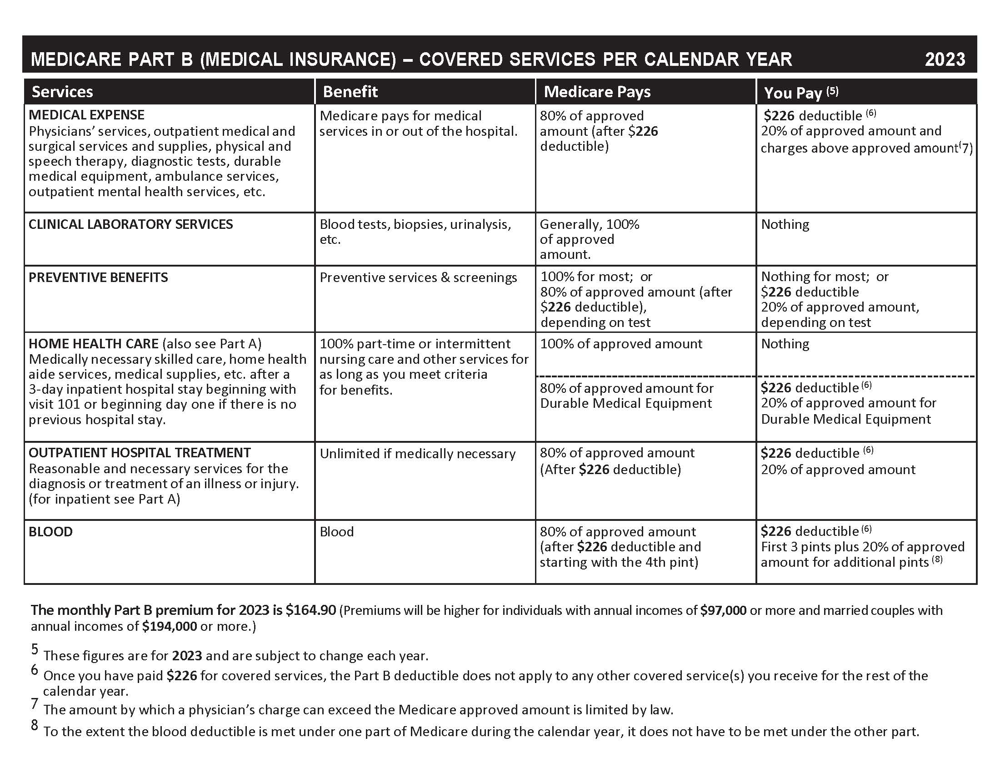 MEDICARE PART B (MEDICAL INSURANCE) – COVERED SERVICES PER CALENDAR YEAR 2023
Services Benefit Medicare Pays You Pay (5)
MEDICAL EXPENSE
Physicians’ services, outpatient medical and
surgical services and supplies, physical and
speech therapy, diagnostic tests, durable
medical equipment, ambulance services,
outpatient mental health services, etc.
Medicare pays for medical
services in or out of the hospital.
80% of approved
amount (after $226
deductible)
$226 deductible (6)
20% of approved amount and
charges above approved amount(7)
CLINICAL LABORATORY SERVICES
Blood tests, biopsies, urinalysis,
etc.
Generally, 100%
of approved
amount.
Nothing
PREVENTIVE BENEFITS
Preventive services & screenings
100% for most; or
80% of approved amount (after
$226 deductible),
depending on test
Nothing for most; or
$226 deductible
20% of approved amount,
depending on test
HOME HEALTH CARE (also see Part A)
Medically necessary skilled care, home health
aide services, medical supplies, etc. after a
3-day inpatient hospital stay beginning with
visit 101 or beginning day one if there is no
previous hospital stay.
100% part-time or intermittent
nursing care and other services for
as long as you meet criteria
for benefits.
100% of approved amount
Nothing
80% of approved amount for
Durable Medical Equipment
$226 deductible (6)
20% of approved amount for
Durable Medical Equipment
OUTPATIENT HOSPITAL TREATMENT
Reasonable and necessary services for the
diagnosis or treatment of an illness or injury.
(for inpatient see Part A)
Unlimited if medically necessary
80% of approved amount
(After $226 deductible)
$226 deductible (6)
20% of approved amount
BLOOD
Blood
80% of approved amount
(after $226 deductible and
starting with the 4th pint)
$226 deductible (6)
First 3 pints plus 20% of approved
amount for additional pints (8)
The monthly Part B premium for 2023 is $164.90 (Premiums will be higher for individuals with annual incomes of $97,000 or more and married couples with
annual incomes of $194,000 or more.)
5 These figures are for 2023 and are subject to change each year.
6 Once you have paid $226 for covered services, the Part B deductible does not apply to any other covered service(s) you receive for the rest of the
calendar year.
7 The amount by which a physician’s charge can exceed the Medicare approved amount is limited by law.
8 To the extent the blood deductible is met under one part of Medicare during the calendar year, it does not have to be met under the other part.